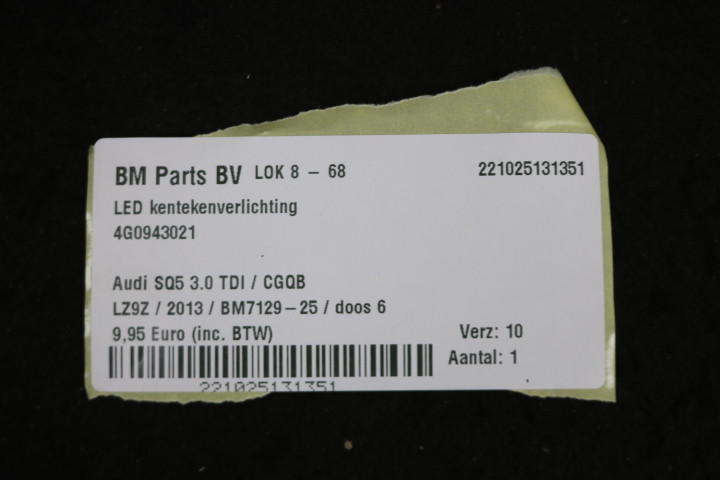 BM Parts BV LOK 8 – 68 221025131351
LED kentekenverlichting
4G0943021
Audi SQ5 3.0 TDI / CGQB
LZ9Z / 2013 / BM7129–25 / doos 6
9,95 Euro (inc. BTW) Verz: 10
Aantal: 1
221025131351